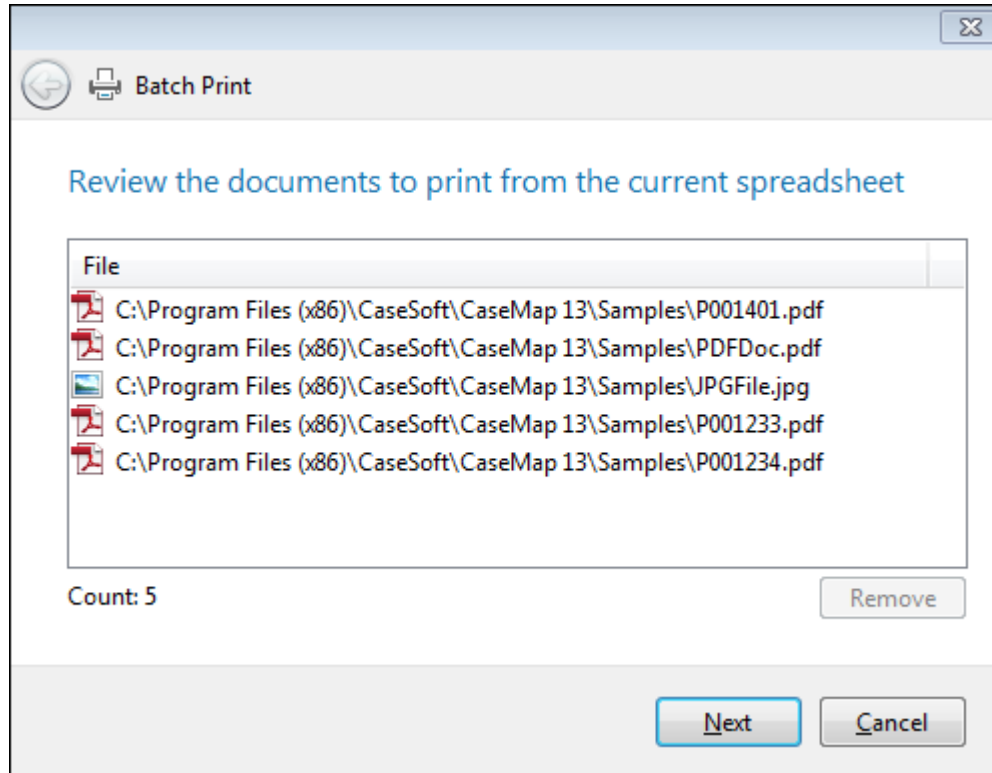 Batch Print
Review the documents to print from the current spreadsheet
File
C:\Program Files (x86)\CaseSoft\CaseMap 13\Samples\P001401.pdf
C:\Program Files (x86)\CaseSoft\CaseMap 13\Samples\PDFDoc.pdf
C:\Program Files (x86)\CaseSoft\CaseMap 13\Samples\JPGFile.jpg
C:\Program Files (x86)\CaseSoft\CaseMap 13\Samples\P001233.pdf
C:\Program Files (x86)\CaseSoft\CaseMap 13\Samples\P001234.pdf
Count: 5
Remove
Next
Cancel